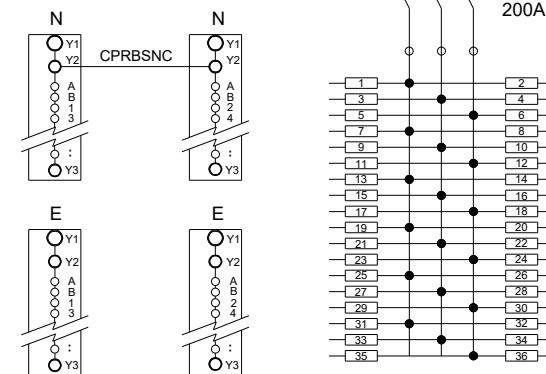 N N 200A
Y1 Y1
Y2 CPRBSNC Y2
A A
B B
1 2
3 4
: :
Y3 Y3
E E
Y1 Y1
Y2 Y2
A A
B B
1 2
3 4
: :
Y3 Y3
1 2
3 4
5 6
7 8
9 10
11 12
13 14
15 16
17 18
19 20
21 22
23 24
25 26
27 28
29 30
31 32
33 34
35 36